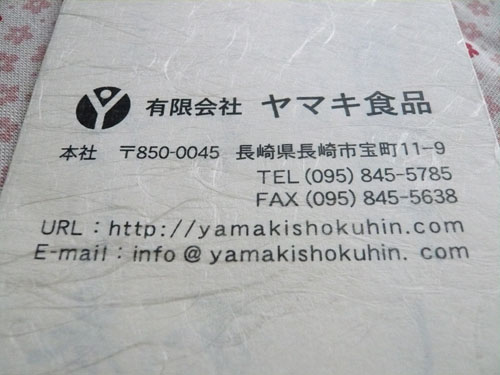 有限会社 ヤマキ食品
本社 〒850-0045 長崎県長崎市宝町11-9
TEL (095) 845-5785
FAX (095) 845-5638
URL : http://yamakishokuhin.com
E-mail : info @ yamakishokuhin. com